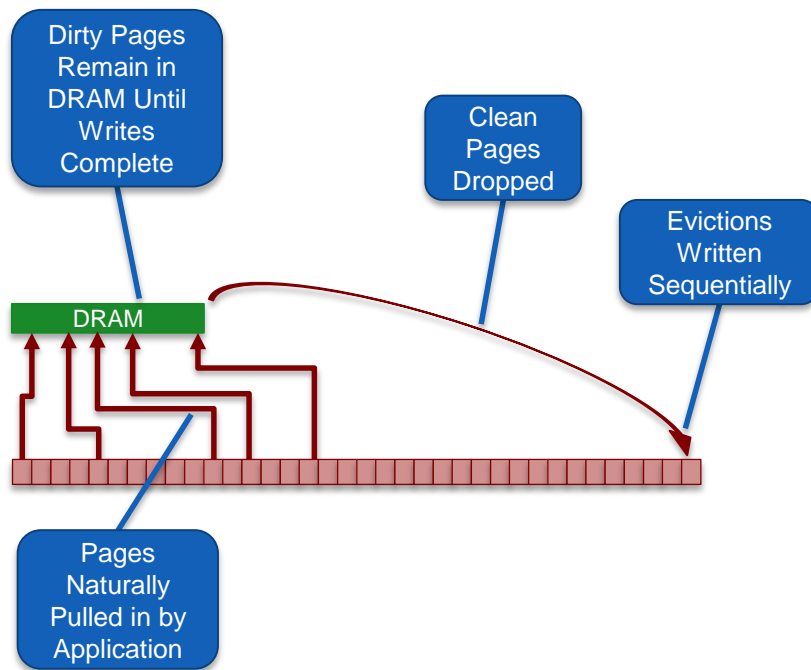 Dirty Pages
Remain in
DRAM Until
Writes
Complete
Clean
Pages
Dropped
Evictions
Written
Sequentially
DRAM
Pages
Naturally
Pulled in by
Application